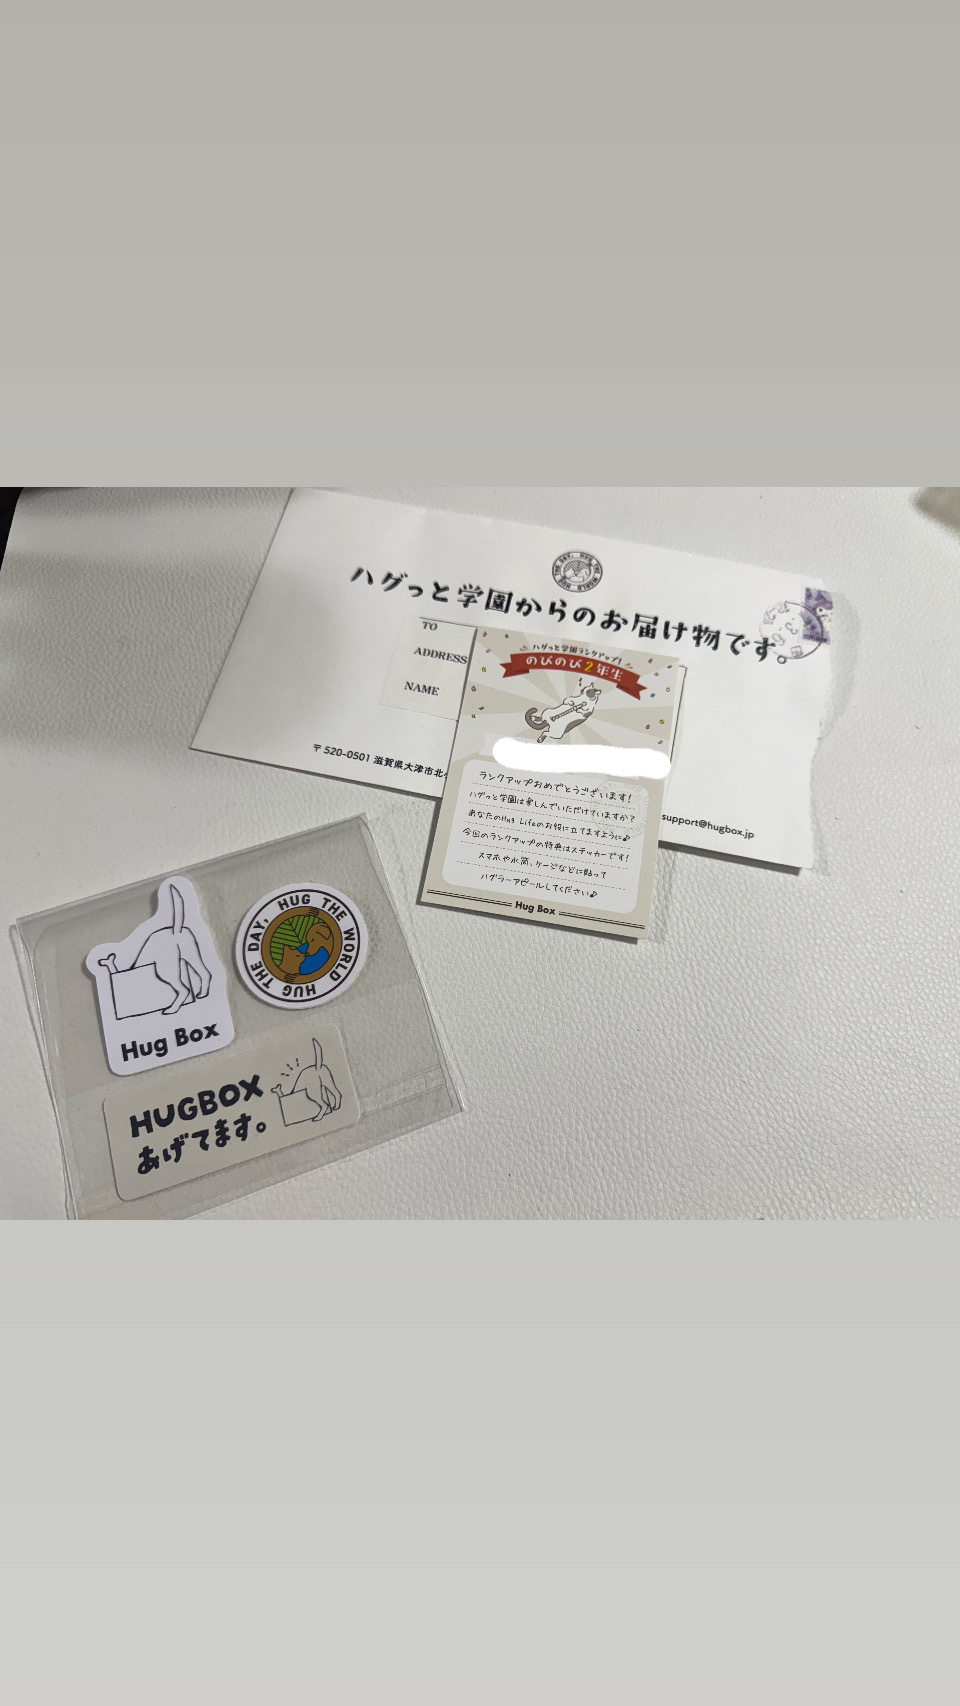 HUG THE DAY, HUG THE WORLD
ハグっと学園からのお届け物です。
TO
ADDRESS
NAME
〒520-0501 滋賀県大津市北
support@hugbox.jp
ハグっと学園ランクアップ!
のびのび2年生
ランクアップおめでとうございます!
ハグっと学園は楽しんでいただけていますか?
あなたのHug Lifeのお役に立てますように♪
今回のランクアップの特典はステッカーです!
スマホや水筒、ケージなどに貼って
ハグラーアピールしてください♪
Hug Box
Hug Box
HUG THE DAY, HUG THE WORLD
HUGBOX
あげてます。